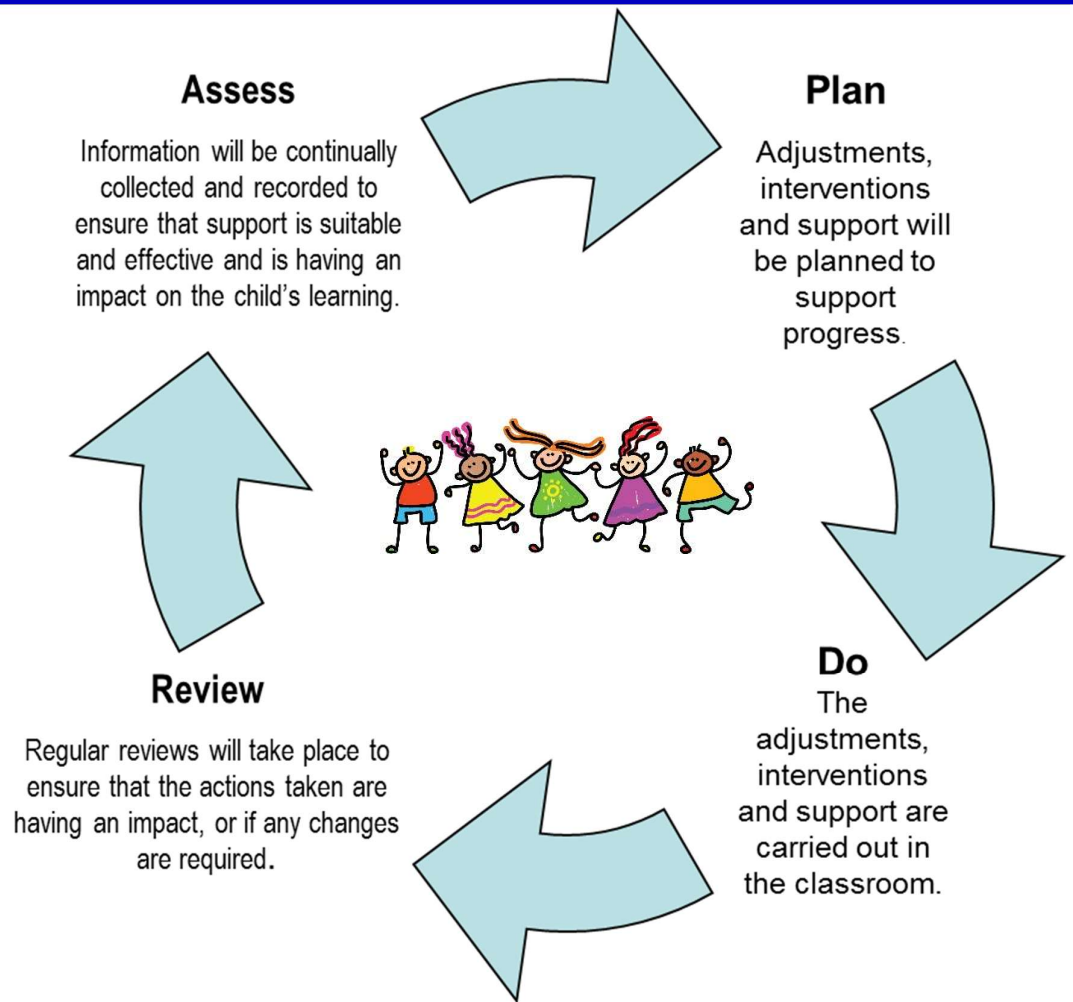 Assess
Information will be continually
collected and recorded to
ensure that support is suitable
and effective and is having an
impact on the child's learning.
Plan
Adjustments,
interventions
and support will
be planned to
support
progress.
Do
The
adjustments,
interventions
and support are
carried out in
the classroom.
Review
Regular reviews will take place to
ensure that the actions taken are
having an impact, or if any changes
are required.